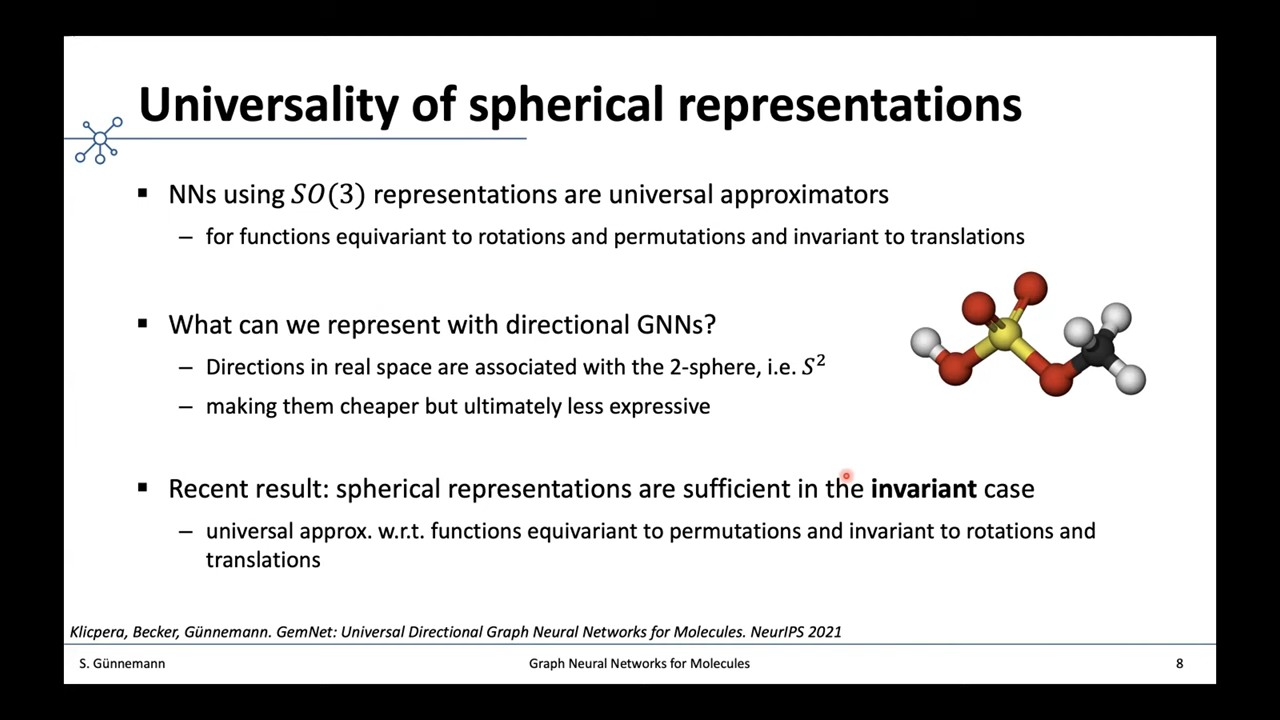 Universality of spherical representations
▪ NNs using 𝑆𝑂(3) representations are universal approximators
– for functions equivariant to rotations and permutations and invariant to translations
▪ What can we represent with directional GNNs?
– Directions in real space are associated with the 2-sphere, i.e. 𝑆²
– making them cheaper but ultimately less expressive
▪ Recent result: spherical representations are sufficient in the invariant case
– universal approx. w.r.t. functions equivariant to permutations and invariant to rotations and
translations
Klicpera, Becker, Günnemann. GemNet: Universal Directional Graph Neural Networks for Molecules. NeurIPS 2021
S. Günnemann
Graph Neural Networks for Molecules
8